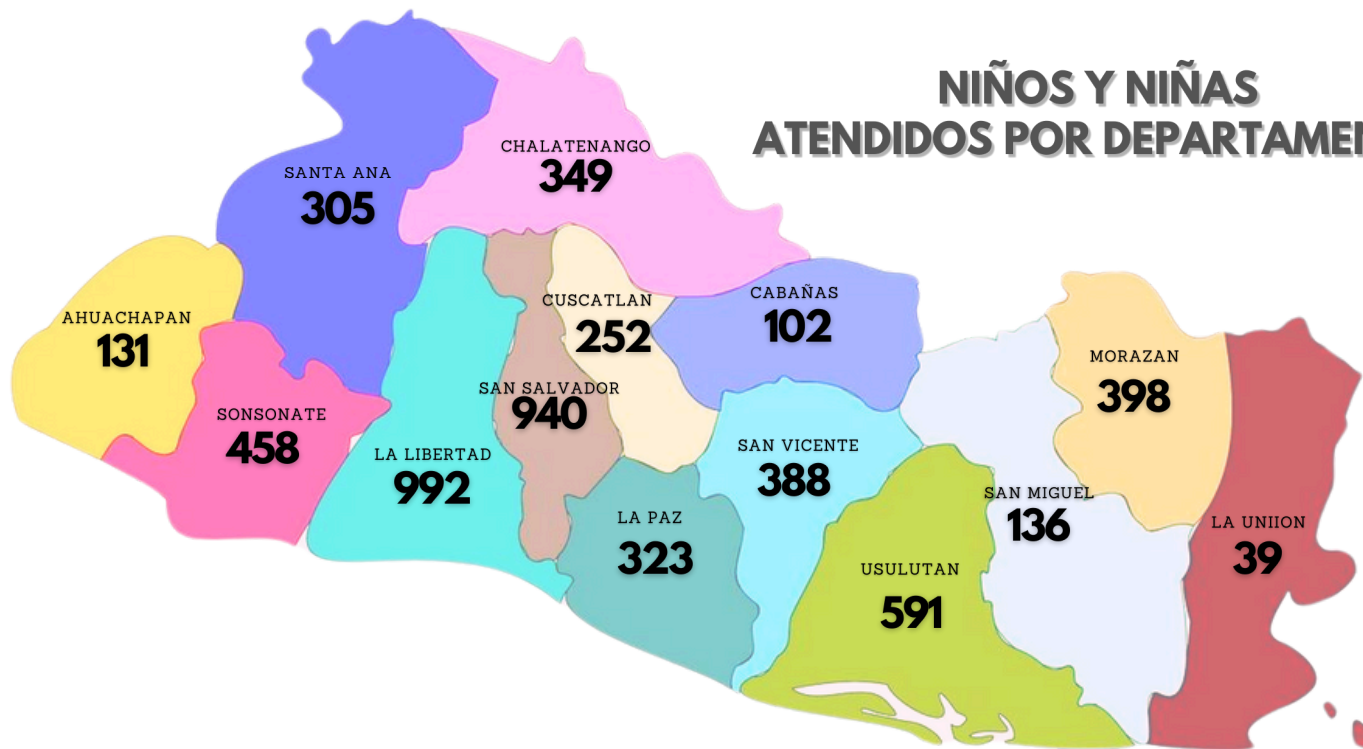 NIÑOS Y NIÑAS
ATENDIDOS POR DEPARTAME
CHALATENANGO
349
SANTA ANA
305
AHUACHAPAN
131
SONSONATE
458
LA LIBERTAD
992
SAN SALVADOR
940
CUSCATLAN
252
CABAÑAS
102
LA PAZ
323
SAN VICENTE
388
USULUTAN
591
SAN MIGUEL
136
MORAZAN
398
LA UNIION
39